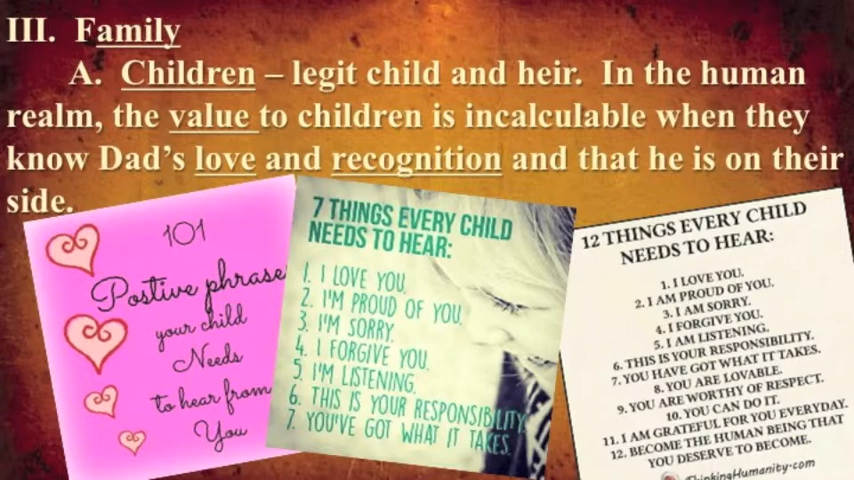 III. Family
A. Children – legit child and heir. In the human
realm, the value to children is incalculable when they
know Dad's love and recognition and that he is on their
side.
101
Postive phrase
your child
Needs
to hear from
You
7 THINGS EVERY CHILD
NEEDS TO HEAR:
1. I LOVE YOU.
2. I'M PROUD OF YOU.
3. I'M SORRY.
4. I FORGIVE YOU.
5. I'M LISTENING.
6. THIS IS YOUR RESPONSIBILITY.
7. YOU'VE GOT WHAT IT TAKES.
12 THINGS EVERY CHILD
NEEDS TO HEAR:
1. I LOVE YOU.
2. I AM PROUD OF YOU.
3. I AM SORRY.
4. I FORGIVE YOU.
5. I AM LISTENING.
6. THIS IS YOUR RESPONSIBILITY.
7. YOU HAVE GOT WHAT IT TAKES.
8. YOU ARE LOVABLE.
9. YOU ARE WORTHY OF RESPECT.
10. YOU CAN DO IT.
11. I AM GRATEFUL FOR YOU EVERYDAY.
12. BECOME THE HUMAN BEING THAT
YOU DESERVE TO BECOME.
ThinkingHumanity.com